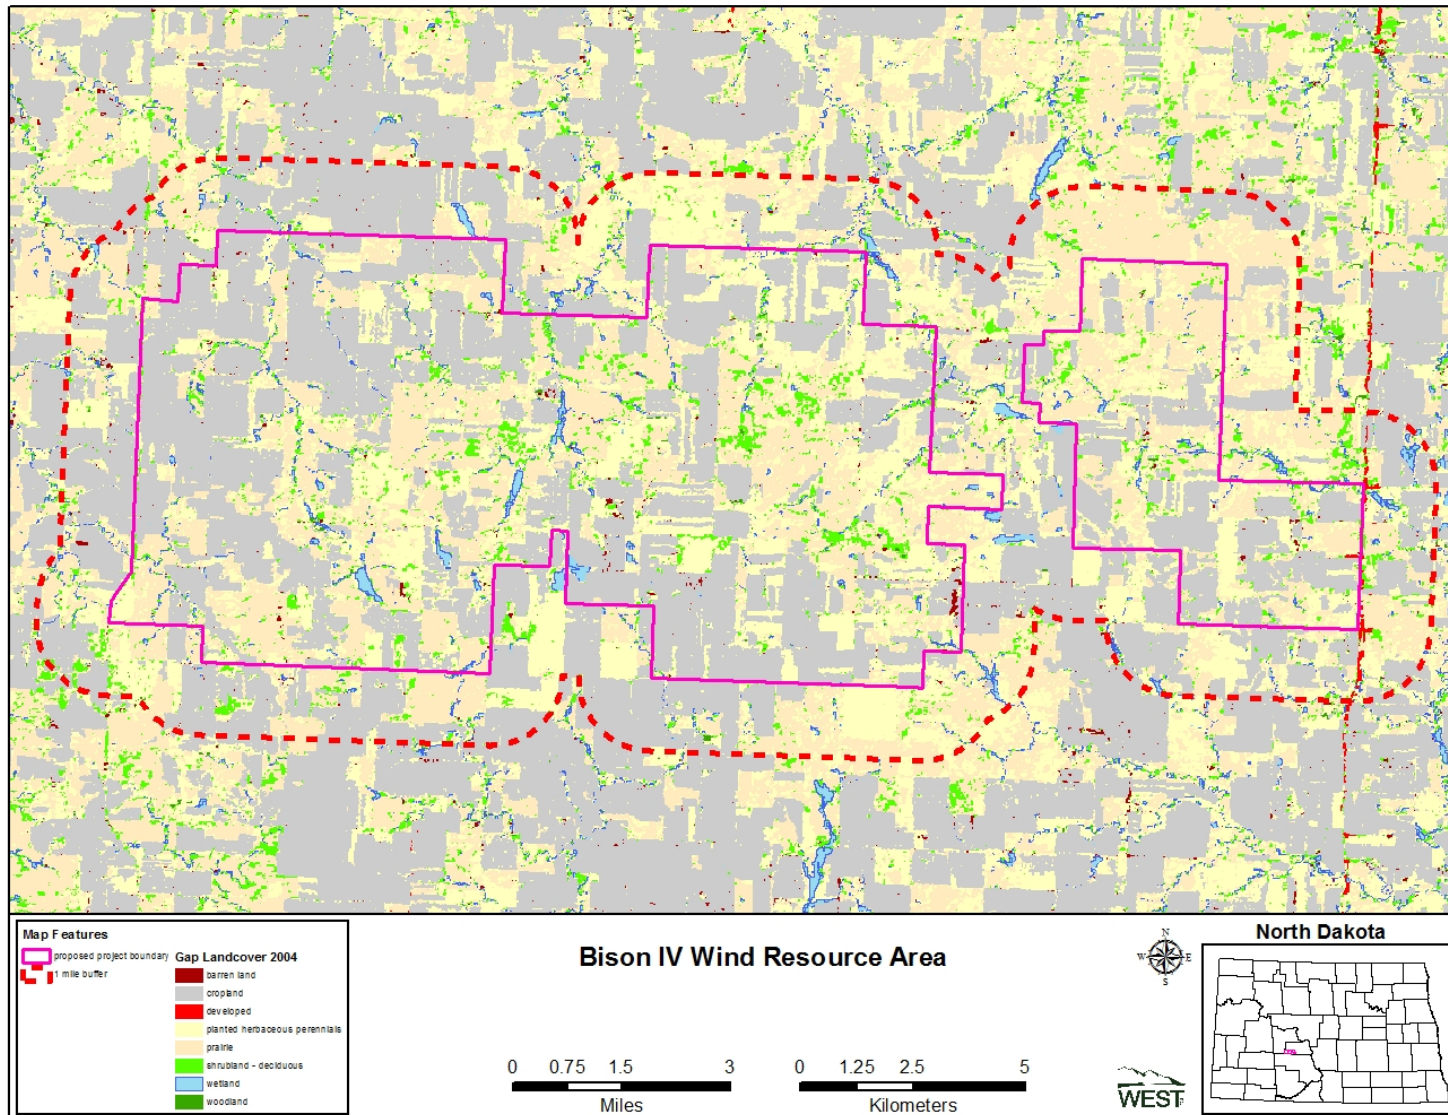 Map Features
proposed project boundary
1 mile buffer
Gap Landcover 2004
barren land
cropland
developed
planted herbaceous perennials
prairie
shrubland - deciduous
wetland
woodland
Bison IV Wind Resource Area
0 0.75 1.5 3
Miles
0 1.25 2.5 5
Kilometers
N
W E
S
WEST
North Dakota